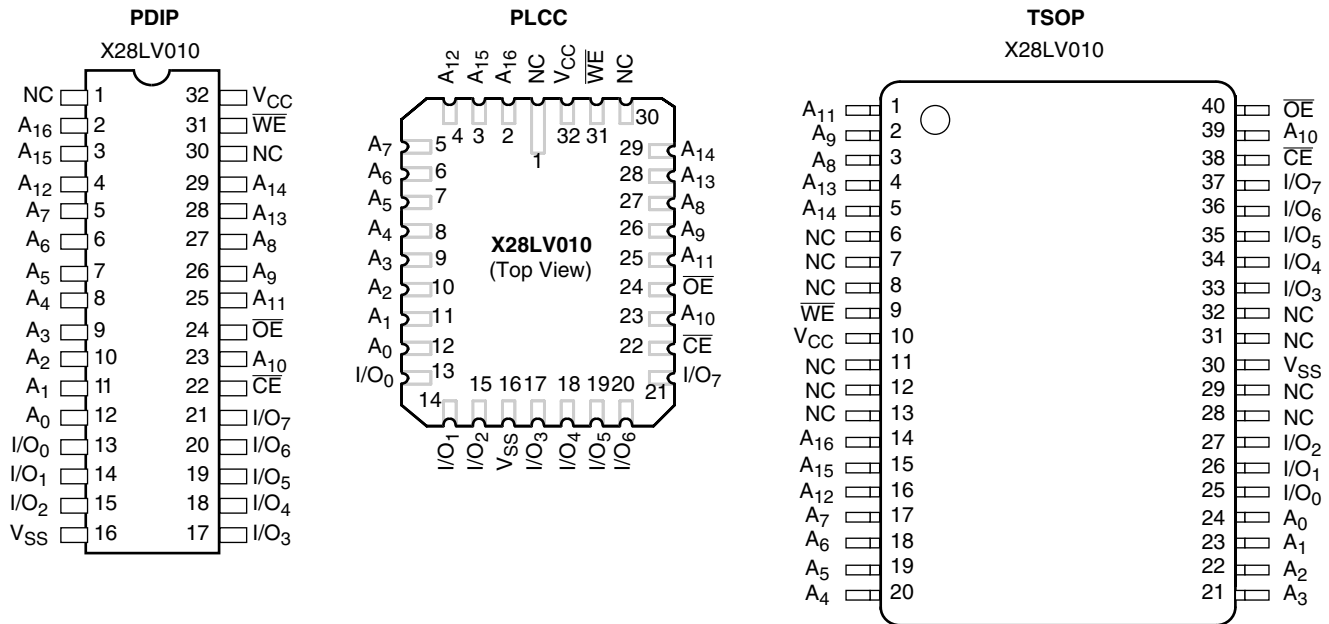 PDIP
X28LV010
NC 1 32 VCC
A16 2 31 WE
A15 3 30 NC
A12 4 29 A14
A7 5 28 A13
A6 6 27 A8
A5 7 26 A9
A4 8 25 A11
A3 9 24 OE
A2 10 23 A10
A1 11 22 CE
A0 12 21 I/O7
I/O0 13 20 I/O6
I/O1 14 19 I/O5
I/O2 15 18 I/O4
VSS 16 17 I/O3
PLCC
A12 A15 A16 NC VCC WE NC
4 3 2 1 32 31 30
A7 5 29 A14
A6 6 28 A13
A5 7 27 A8
A4 8 26 A9
A3 9 25 A11
A2 10 24 OE
A1 11 23 A10
A0 12 22 CE
I/O0 13 21 I/O7
X28LV010
(Top View)
14 15 16 17 18 19 20
I/O1 I/O2 VSS I/O3 I/O4 I/O5 I/O6
TSOP
X28LV010
A11 1 40 OE
A9 2 39 A10
A8 3 38 CE
A13 4 37 I/O7
A14 5 36 I/O6
NC 6 35 I/O5
NC 7 34 I/O4
NC 8 33 I/O3
WE 9 32 NC
VCC 10 31 NC
NC 11 30 VSS
NC 12 29 NC
NC 13 28 NC
A16 14 27 I/O2
A15 15 26 I/O1
A12 16 25 I/O0
A7 17 24 A0
A6 18 23 A1
A5 19 22 A2
A4 20 21 A3